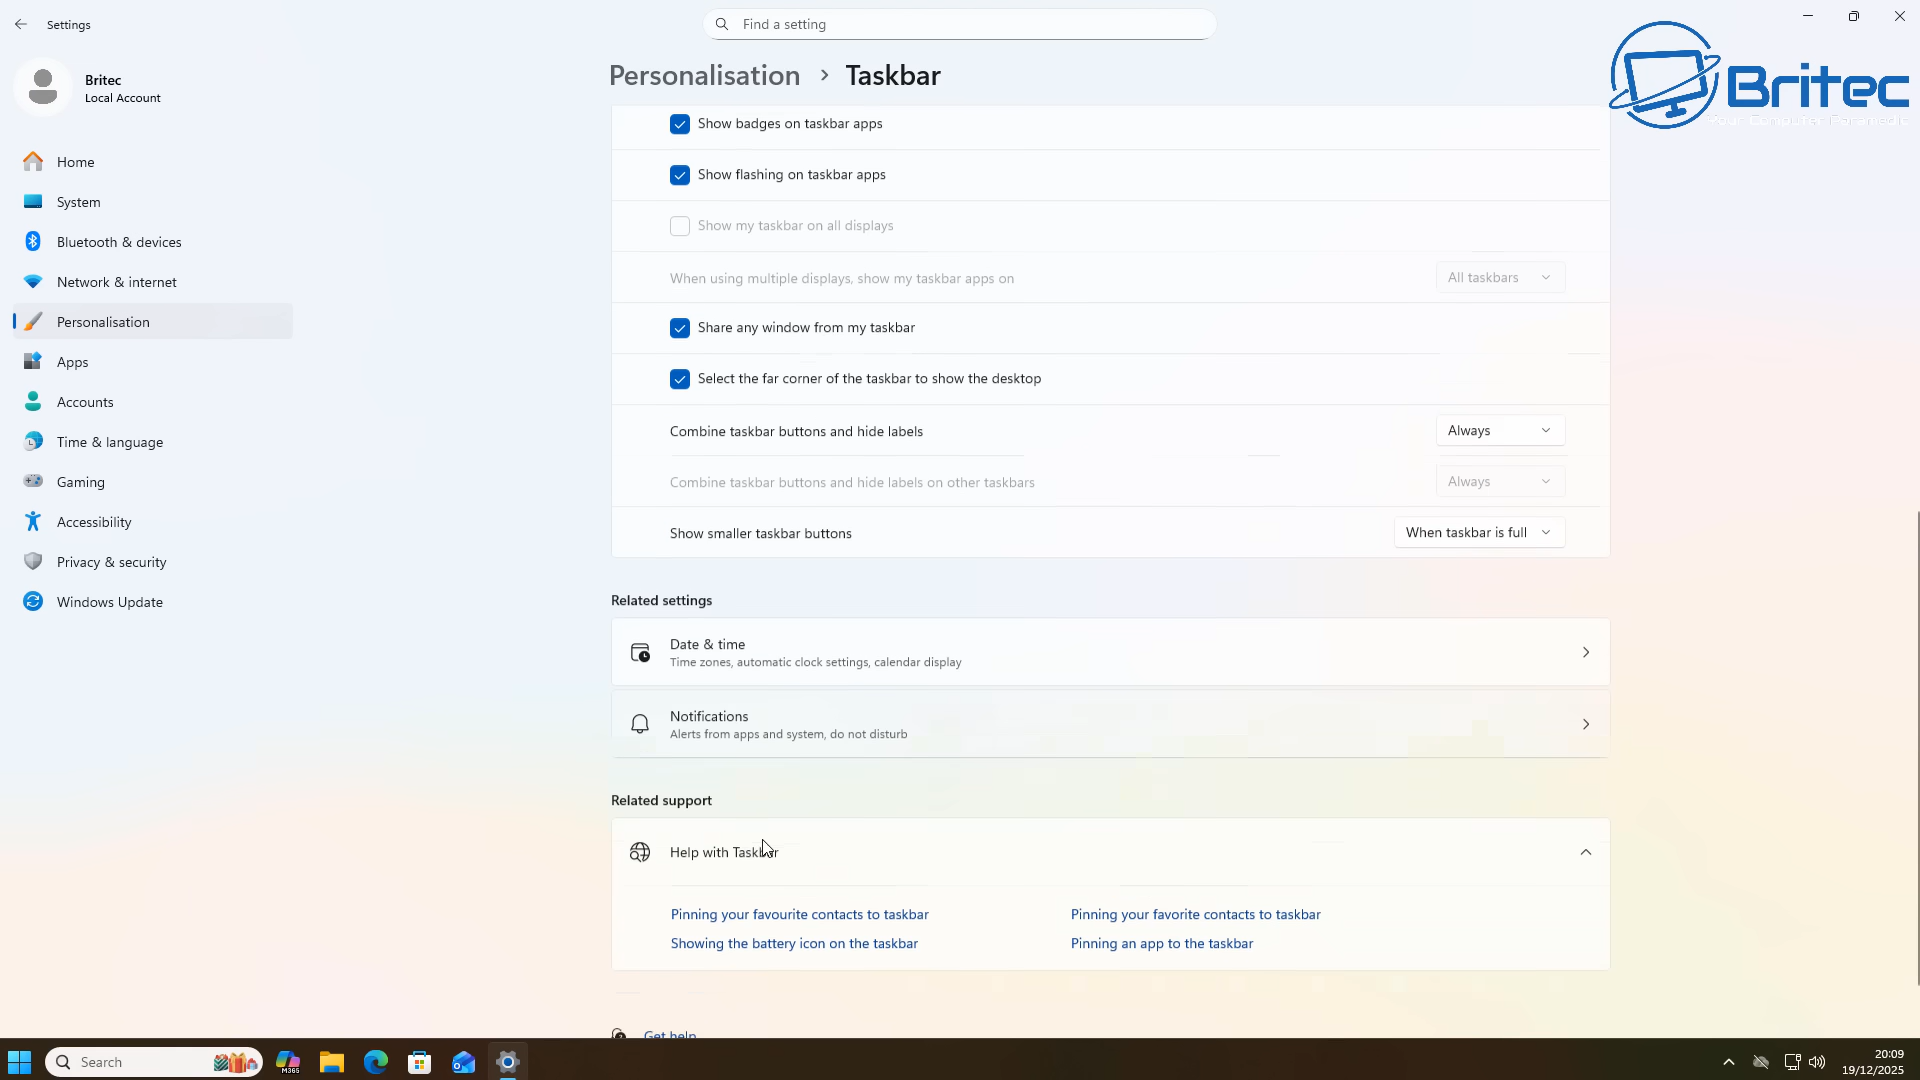 Settings
Find a setting
Britec
Local Account
Britec
Your Computer Paramedic
Personalisation > Taskbar
Home
System
Bluetooth & devices
Network & internet
Personalisation
Apps
Accounts
Time & language
Gaming
Accessibility
Privacy & security
Windows Update
Show badges on taskbar apps
Show flashing on taskbar apps
Show my taskbar on all displays
When using multiple displays, show my taskbar apps on All taskbars
Share any window from my taskbar
Select the far corner of the taskbar to show the desktop
Combine taskbar buttons and hide labels Always
Combine taskbar buttons and hide labels on other taskbars Always
Show smaller taskbar buttons When taskbar is full
Related settings
Date & time
Time zones, automatic clock settings, calendar display
Notifications
Alerts from apps and system, do not disturb
Related support
Help with Taskbar
Pinning your favourite contacts to taskbar Pinning your favorite contacts to taskbar
Showing the battery icon on the taskbar Pinning an app to the taskbar
Get help
Search
M365
20:09
19/12/2025